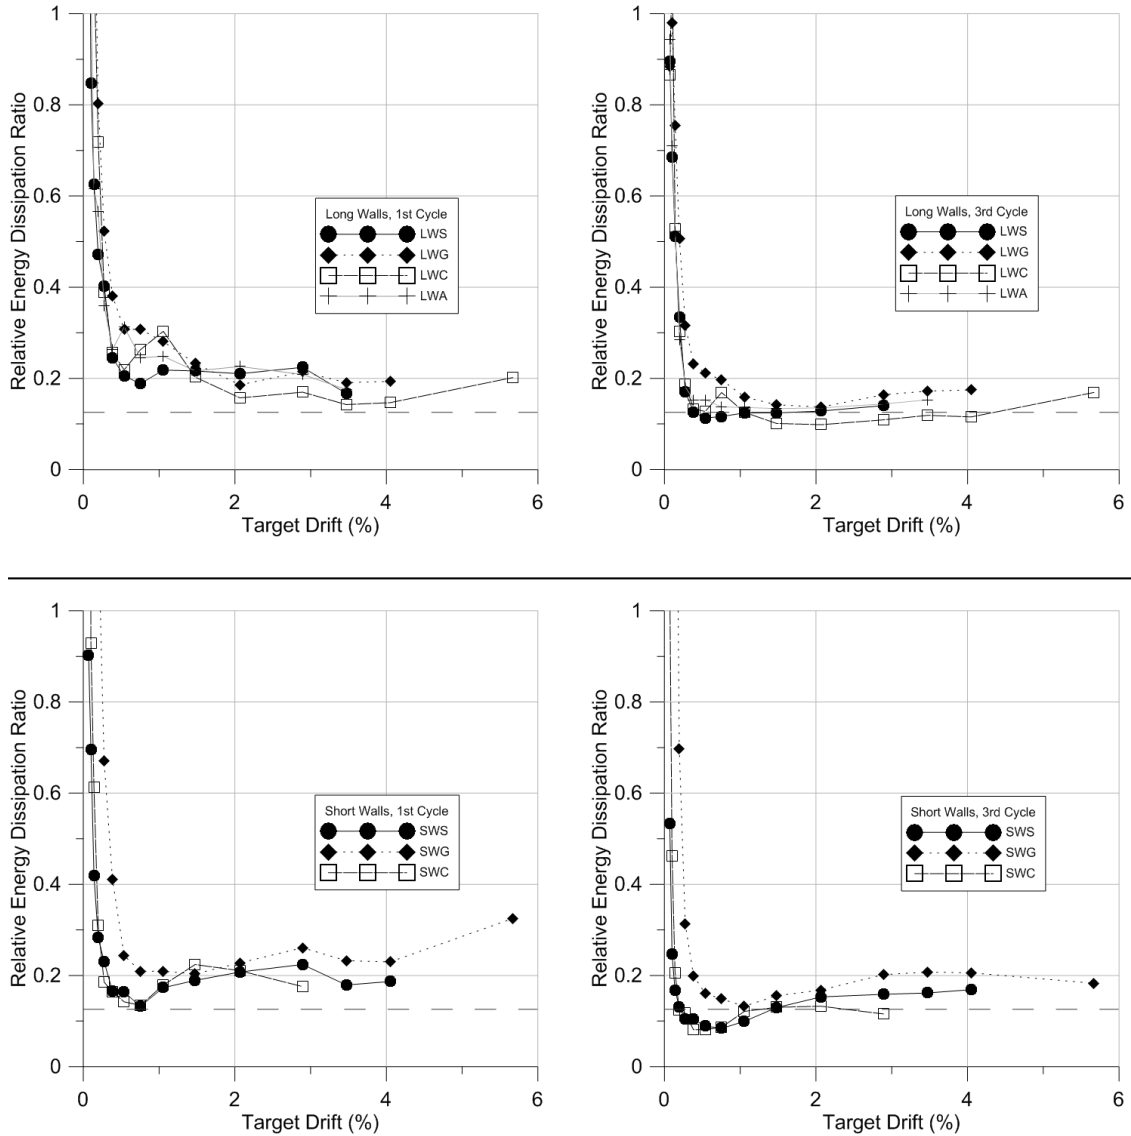 Relative Energy Dissipation Ratio
1
0.8
0.6
0.4
0.2
0
0
2
4
6
Target Drift (%)
Long Walls, 1st Cycle
LWS
LWG
LWC
LWA
Relative Energy Dissipation Ratio
1
0.8
0.6
0.4
0.2
0
0
2
4
6
Target Drift (%)
Long Walls, 3rd Cycle
LWS
LWG
LWC
LWA
Relative Energy Dissipation Ratio
1
0.8
0.6
0.4
0.2
0
0
2
4
6
Target Drift (%)
Short Walls, 1st Cycle
SWS
SWG
SWC
Relative Energy Dissipation Ratio
1
0.8
0.6
0.4
0.2
0
0
2
4
6
Target Drift (%)
Short Walls, 3rd Cycle
SWS
SWG
SWC